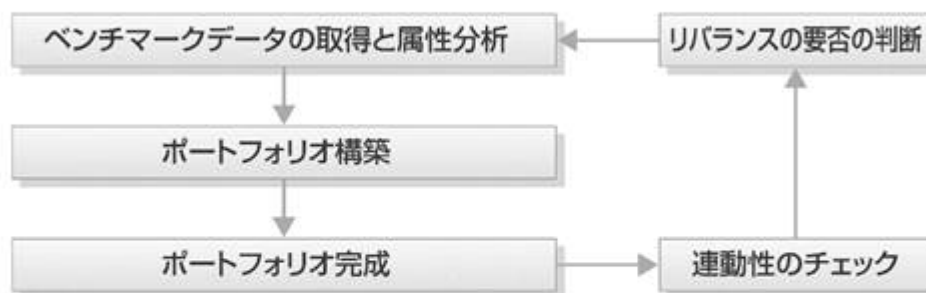 ベンチマークデータの取得と属性分析
リバランスの要否の判断
ポートフォリオ構築
ポートフォリオ完成
連動性のチェック